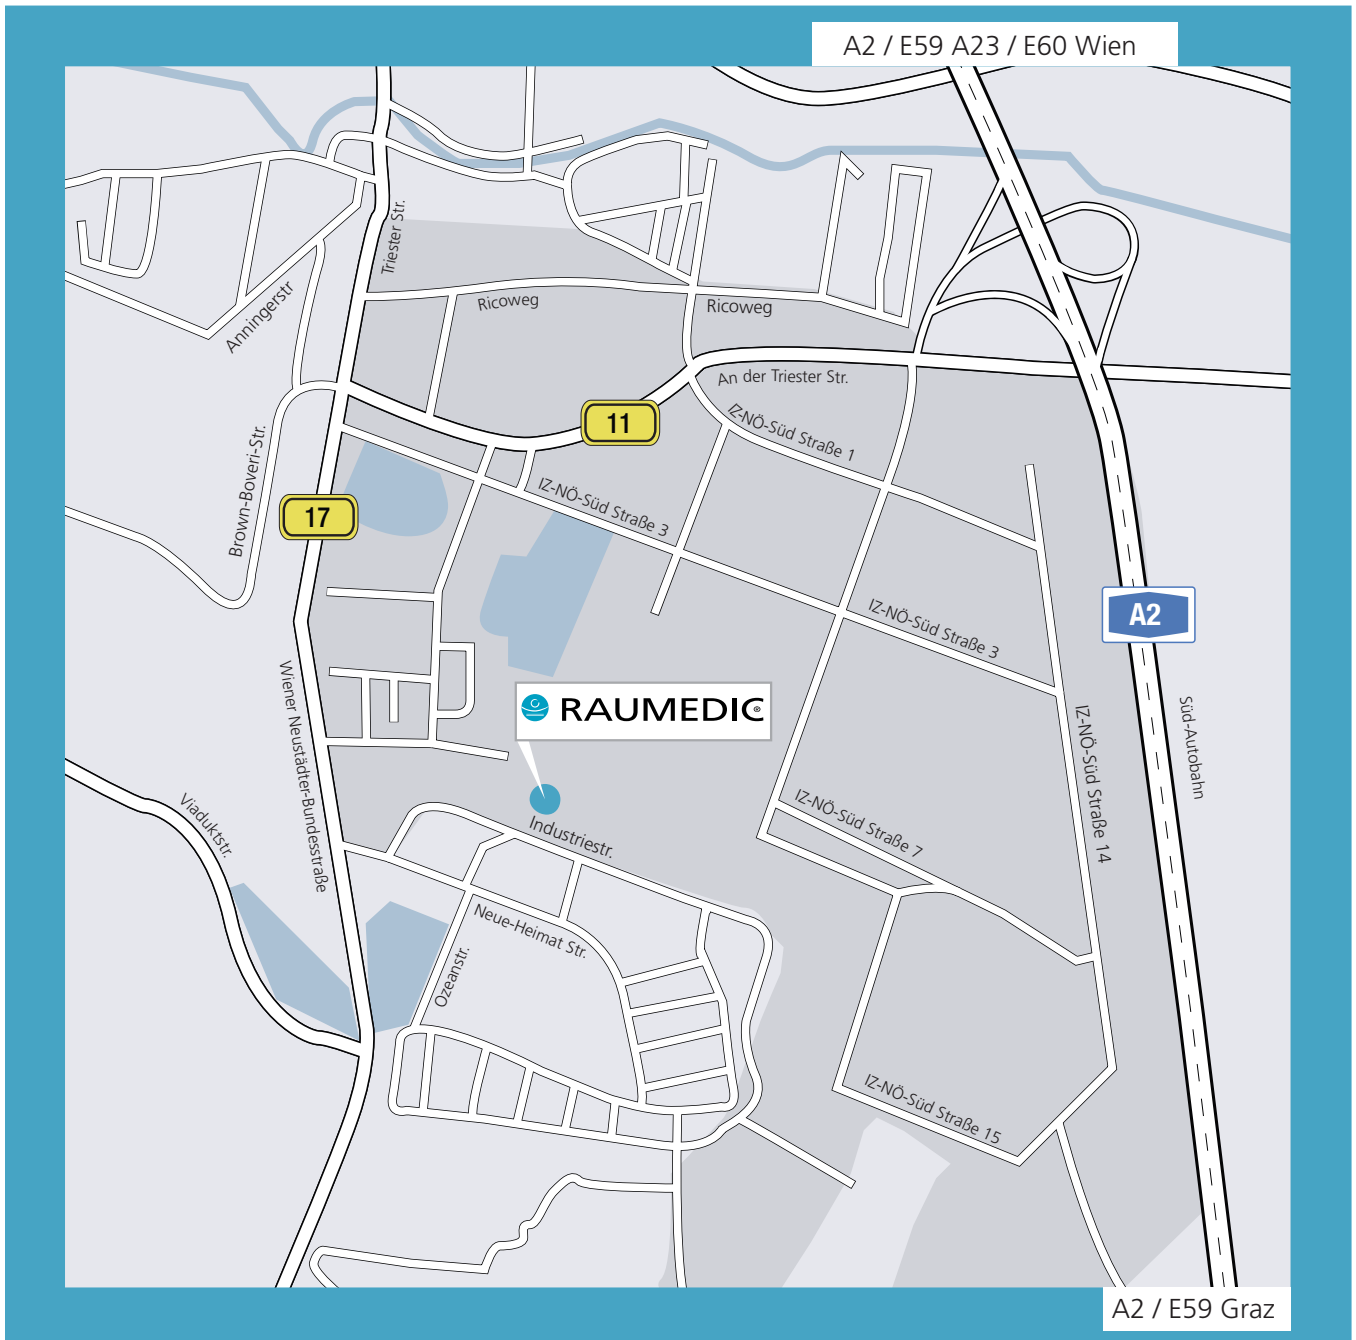 A2 / E59 A23 / E60 Wien
Triester Str.
Ricoweg
Ricoweg
Anningerstr
An der Triester Str.
11
IZ-NÖ-Süd Straße 1
Brown-Boveri-Str.
17
IZ-NÖ-Süd Straße 3
A2
IZ-NÖ-Süd Straße 3
Wiener Neustädter-Bundesstraße
RAUMEDIC®
Süd-Autobahn
IZ-NÖ-Süd Straße 14
Viaduktstr.
IZ-NÖ-Süd Straße 7
Industriestr.
Neue-Heimat Str.
Ozeanstr.
IZ-NÖ-Süd Straße 15
A2 / E59 Graz